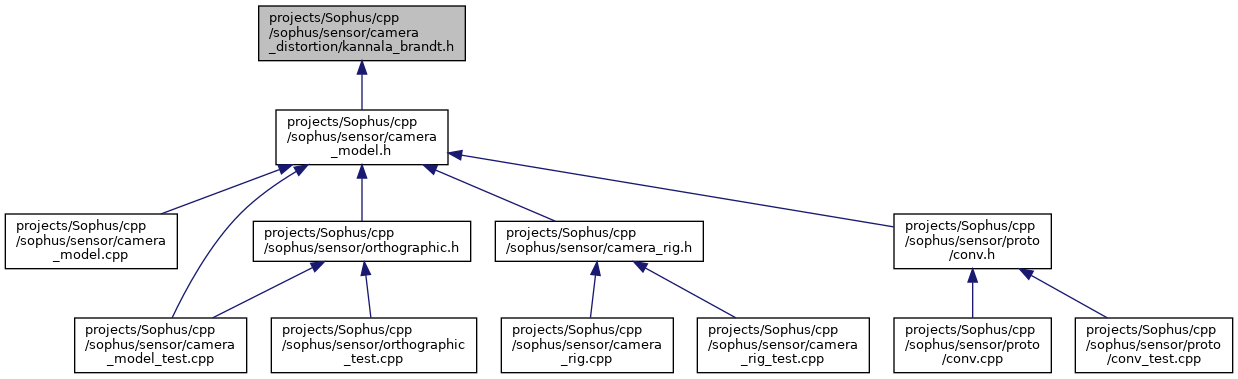 projects/Sophus/cpp
/sophus/sensor/camera
_distortion/kannala_brandt.h
projects/Sophus/cpp
/sophus/sensor/camera
_model.h
projects/Sophus/cpp
/sophus/sensor/camera
_model.cpp
projects/Sophus/cpp
/sophus/sensor/orthographic.h
projects/Sophus/cpp
/sophus/sensor/camera_rig.h
projects/Sophus/cpp
/sophus/sensor/proto
/conv.h
projects/Sophus/cpp
/sophus/sensor/camera
_model_test.cpp
projects/Sophus/cpp
/sophus/sensor/orthographic
_test.cpp
projects/Sophus/cpp
/sophus/sensor/camera
_rig.cpp
projects/Sophus/cpp
/sophus/sensor/camera
_rig_test.cpp
projects/Sophus/cpp
/sophus/sensor/proto
/conv.cpp
projects/Sophus/cpp
/sophus/sensor/proto
/conv_test.cpp